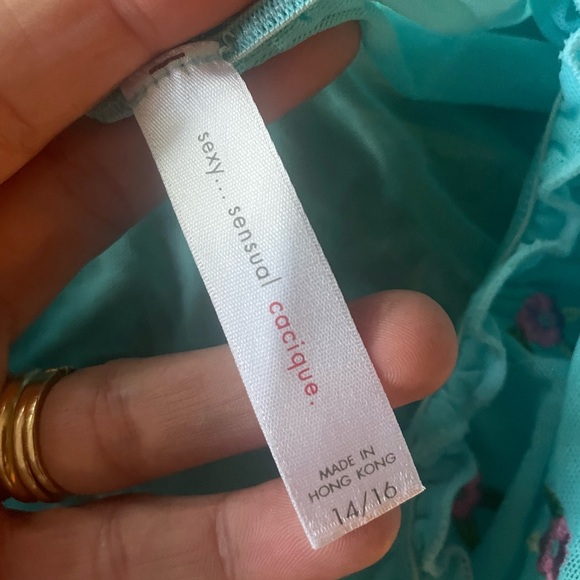 sexy... sensual cacique.
MADE IN
HONG KONG
14/16